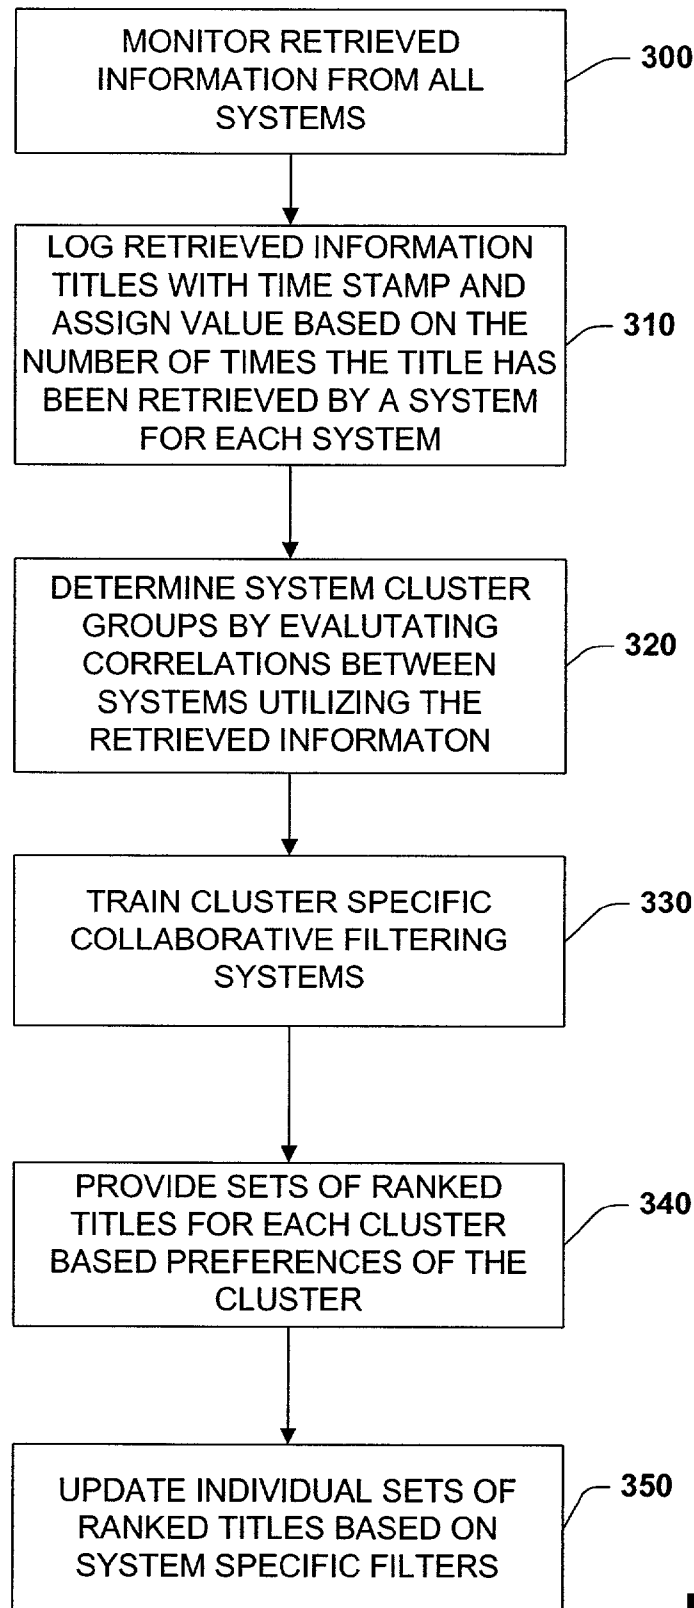 MONITOR RETRIEVED
INFORMATION FROM ALL
SYSTEMS
300
LOG RETRIEVED INFORMATION
TITLES WITH TIME STAMP AND
ASSIGN VALUE BASED ON THE
NUMBER OF TIMES THE TITLE HAS
BEEN RETRIEVED BY A SYSTEM
FOR EACH SYSTEM
310
DETERMINE SYSTEM CLUSTER
GROUPS BY EVALUTATING
CORRELATIONS BETWEEN
SYSTEMS UTILIZING THE
RETRIEVED INFORMATON
320
TRAIN CLUSTER SPECIFIC
COLLABORATIVE FILTERING
SYSTEMS
330
PROVIDE SETS OF RANKED
TITLES FOR EACH CLUSTER
BASED PREFERENCES OF THE
CLUSTER
340
UPDATE INDIVIDUAL SETS OF
RANKED TITLES BASED ON
SYSTEM SPECIFIC FILTERS
350